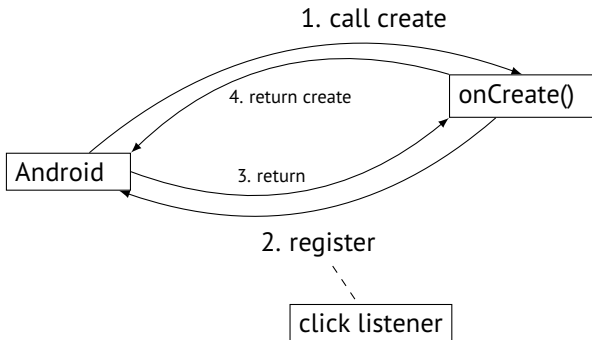 1. call create
4. return create
onCreate()
Android
3. return
2. register
click listener